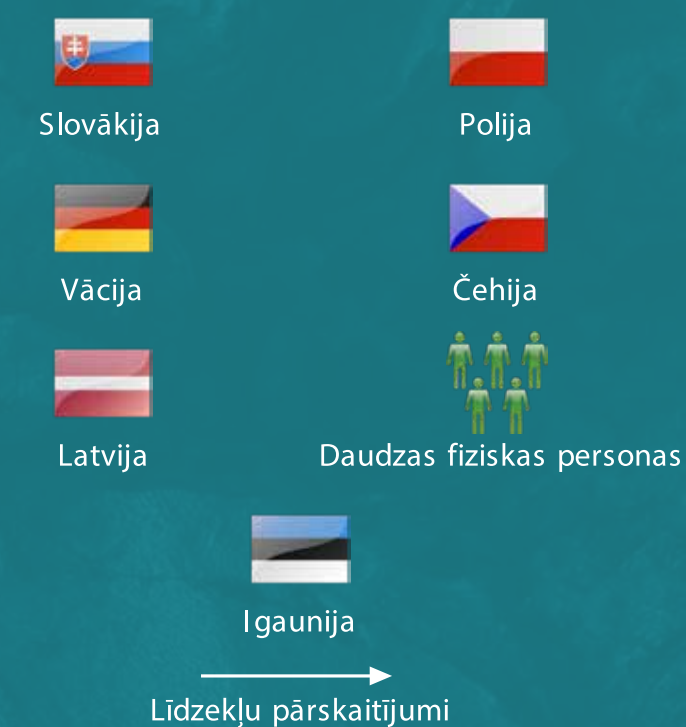 Slovākija
Polija
Vācija
Čehija
Latvija
Daudzas fiziskas personas
Igaunija
Līdzekļu pārskaitījumi